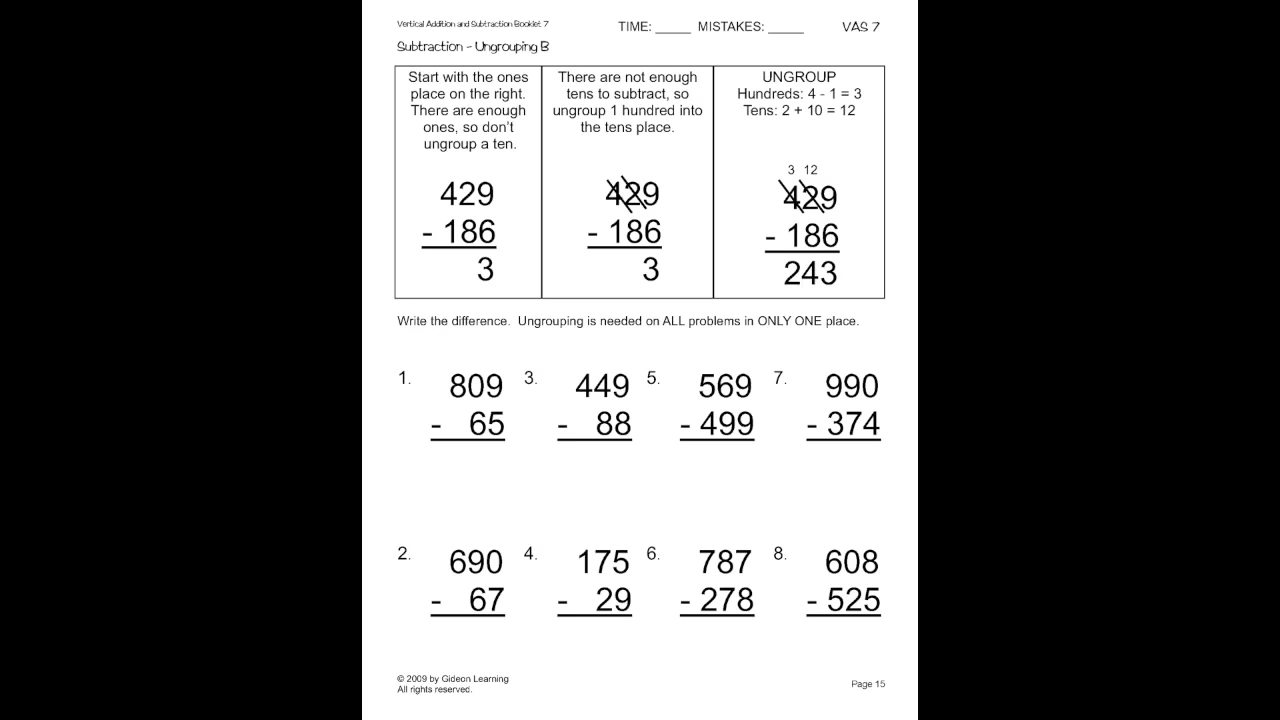 Vertical Addition and Subtraction Booklet 7
TIME: _____ MISTAKES: _____ VAS 7
Subtraction - Ungrouping B
Start with the ones
place on the right.
There are enough
ones, so don't
ungroup a ten.
429
- 186
3
There are not enough
tens to subtract, so
ungroup 1 hundred into
the tens place.
429
- 186
3
UNGROUP
Hundreds: 4 - 1 = 3
Tens: 2 + 10 = 12
3 12
429
- 186
243
Write the difference. Ungrouping is needed on ALL problems in ONLY ONE place.
1. 809
- 65
3. 449
- 88
5. 569
- 499
7. 990
- 374
2. 690
- 67
4. 175
- 29
6. 787
- 278
8. 608
- 525
© 2009 by Gideon Learning
All rights reserved.
Page 15